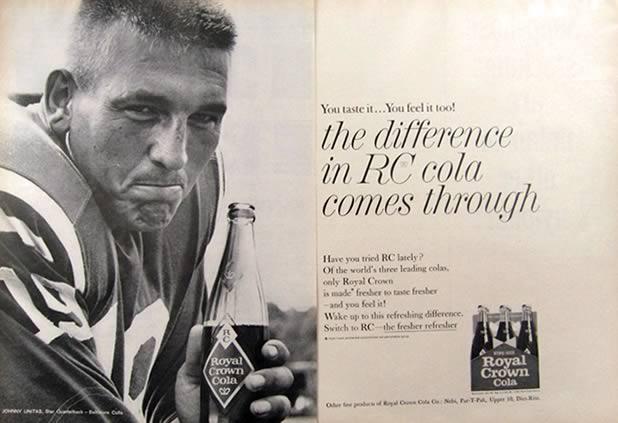 You taste it...You feel it too!
the difference
in RC cola
comes through
Have you tried RC lately?
Of the world's three leading colas,
only Royal Crown
is made* fresher to taste fresher
—and you feel it!
Wake up to this refreshing difference.
Switch to RC—the fresher refresher
RC
Royal
Crown
Cola
Royal
Crown
Cola
Other fine products of Royal Crown Cola Co.: Nehi, Par-T-Pak, Upper 10, Diet-Rite.
JOHNNY UNITAS, Star Quarterback – Baltimore Colts